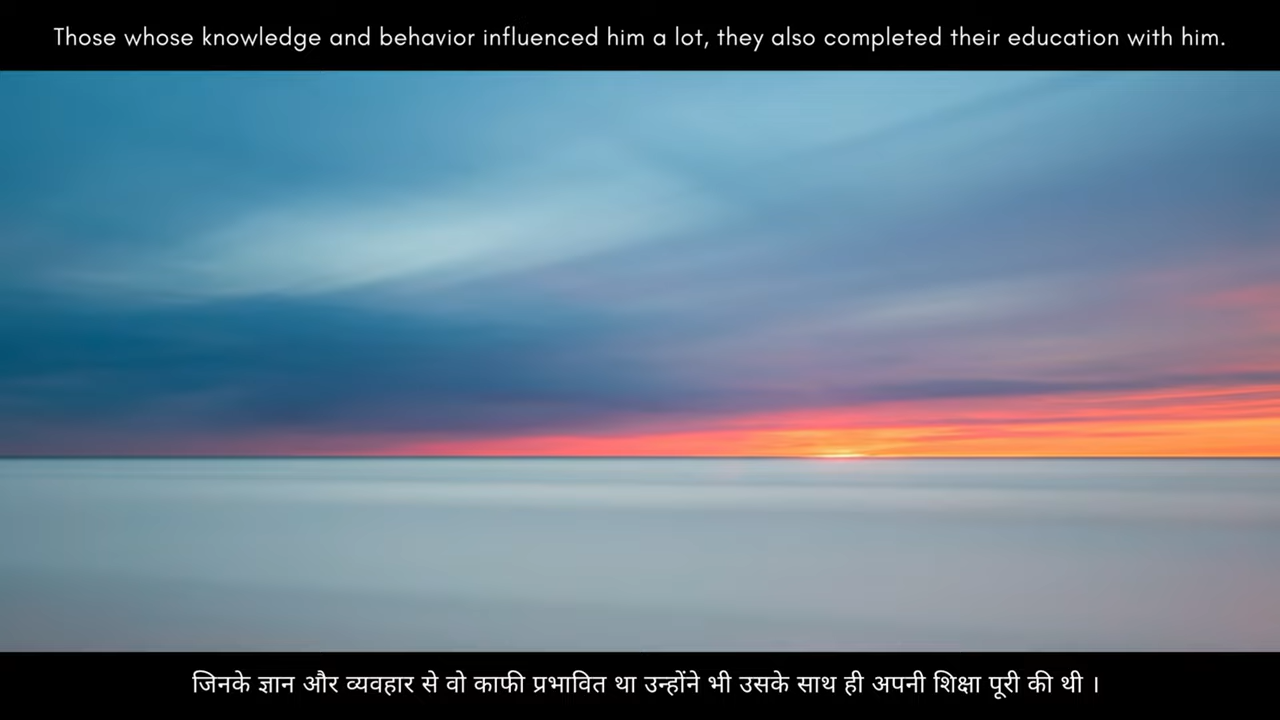 Those whose knowledge and behavior influenced him a lot, they also completed their education with him.
जिनके ज्ञान और व्यवहार से वो काफी प्रभावित था उन्होंने भी उसके साथ ही अपनी शिक्षा पूरी की थी ।